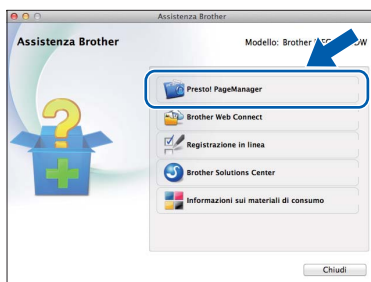 Assistenza Brother
Assistenza Brother
Modello: Brother
Presto! PageManager
Brother Web Connect
Registrazione in linea
Brother Solutions Center
Informazioni sui materiali di consumo
Chiudi